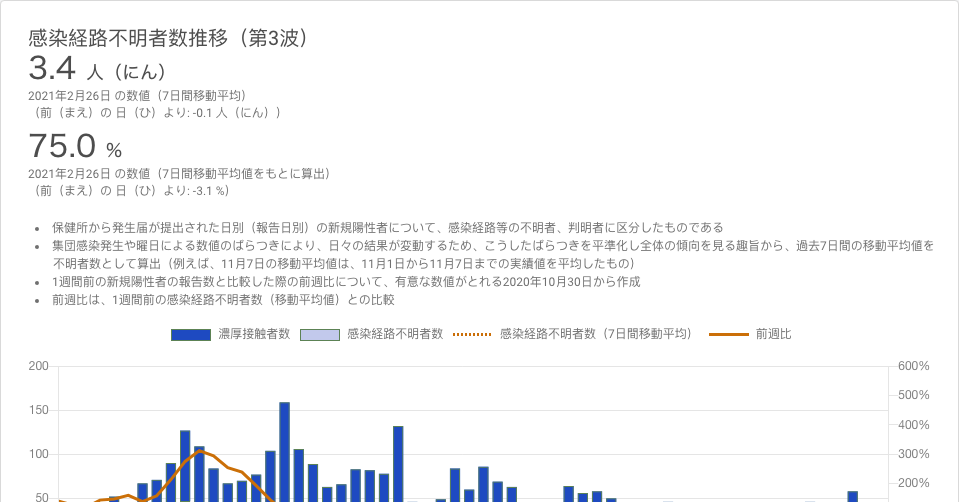 感染経路不明者数推移（第3波）
3.4 人（にん）
2021年2月26日 の数値（7日間移動平均）
（前（まえ）の 日（ひ）より: -0.1 人（にん））
75.0 %
2021年2月26日 の数値（7日間移動平均値をもとに算出）
（前（まえ）の 日（ひ）より: -3.1 %）
• 保健所から発生届が提出された日別（報告日別）の新規陽性者について、感染経路等の不明者、判明者に区分したものである
• 集団感染発生や曜日による数値のばらつきにより、日々の結果が変動するため、こうしたばらつきを平準化し全体の傾向を見る趣旨から、過去7日間の移動平均値を
不明者数として算出（例えば、11月7日の移動平均値は、11月1日から11月7日までの実績値を平均したもの）
• 1週間前の新規陽性者の報告数と比較した際の前週比について、有意な数値がとれる2020年10月30日から作成
• 前週比は、1週間前の感染経路不明者数（移動平均値）との比較
濃厚接触者数 感染経路不明者数 感染経路不明者数（7日間移動平均） 前週比
200 600%
500%
150
400%
100 300%
200%
50